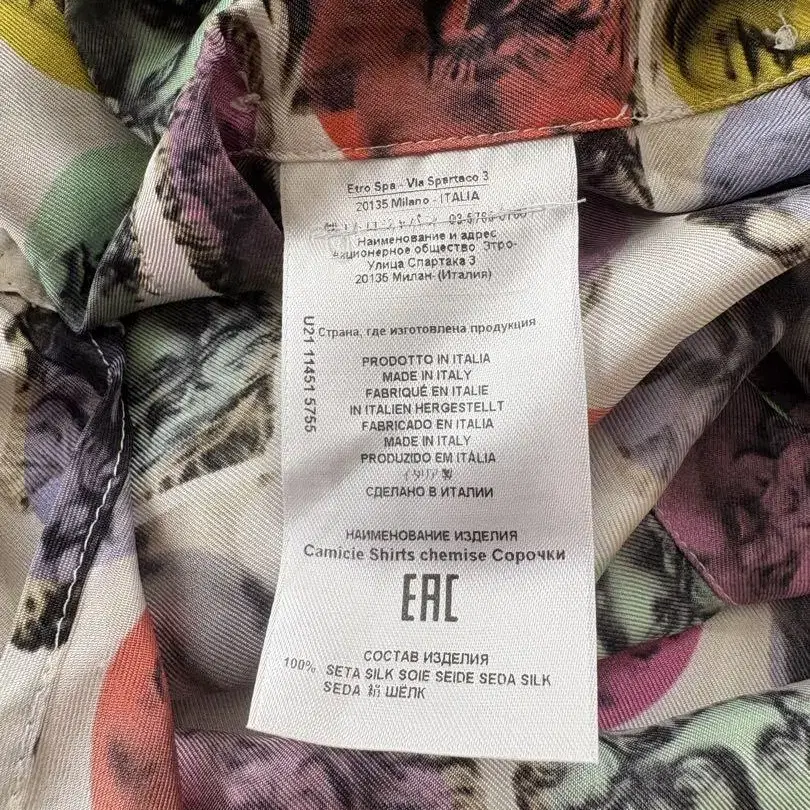 Etro Spa - Via Spartaco 3
20135 Milano - ITALIA
Наименование и адрес
Акционерное общество Этро-
Улица Спартака 3
20135 Милан- (Италия)
U21 11451 5755
Страна, где изготовлена продукция
PRODOTTO IN ITALIA
MADE IN ITALY
FABRIQUÉ EN ITALIE
IN ITALIEN HERGESTELLT
FABRICADO EN ITALIA
MADE IN ITALY
PRODUZIDO EM ITÁLIA
СДЕЛАНО В ИТАЛИИ
НАИМЕНОВАНИЕ ИЗДЕЛИЯ
Camicie Shirts chemise Сорочки
EAC
СОСТАВ ИЗДЕЛИЯ
100% SETA SILK SOIE SEIDE SEDA SILK
SEDA 絹 ШЁЛК